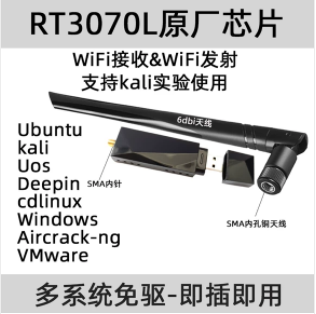 RT3070L原厂芯片
WiFi接收&WiFi发射
支持kali实验使用
6dbi天线
Ubuntu
kali
Uos
Deepin
cdlinux
Windows
Aircrack-ng
VMware
SMA内针
SMA内孔铜天线
多系统免驱-即插即用